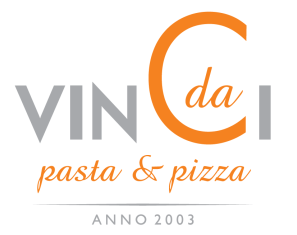 VINCI da
pasta & pizza
ANNO 2003